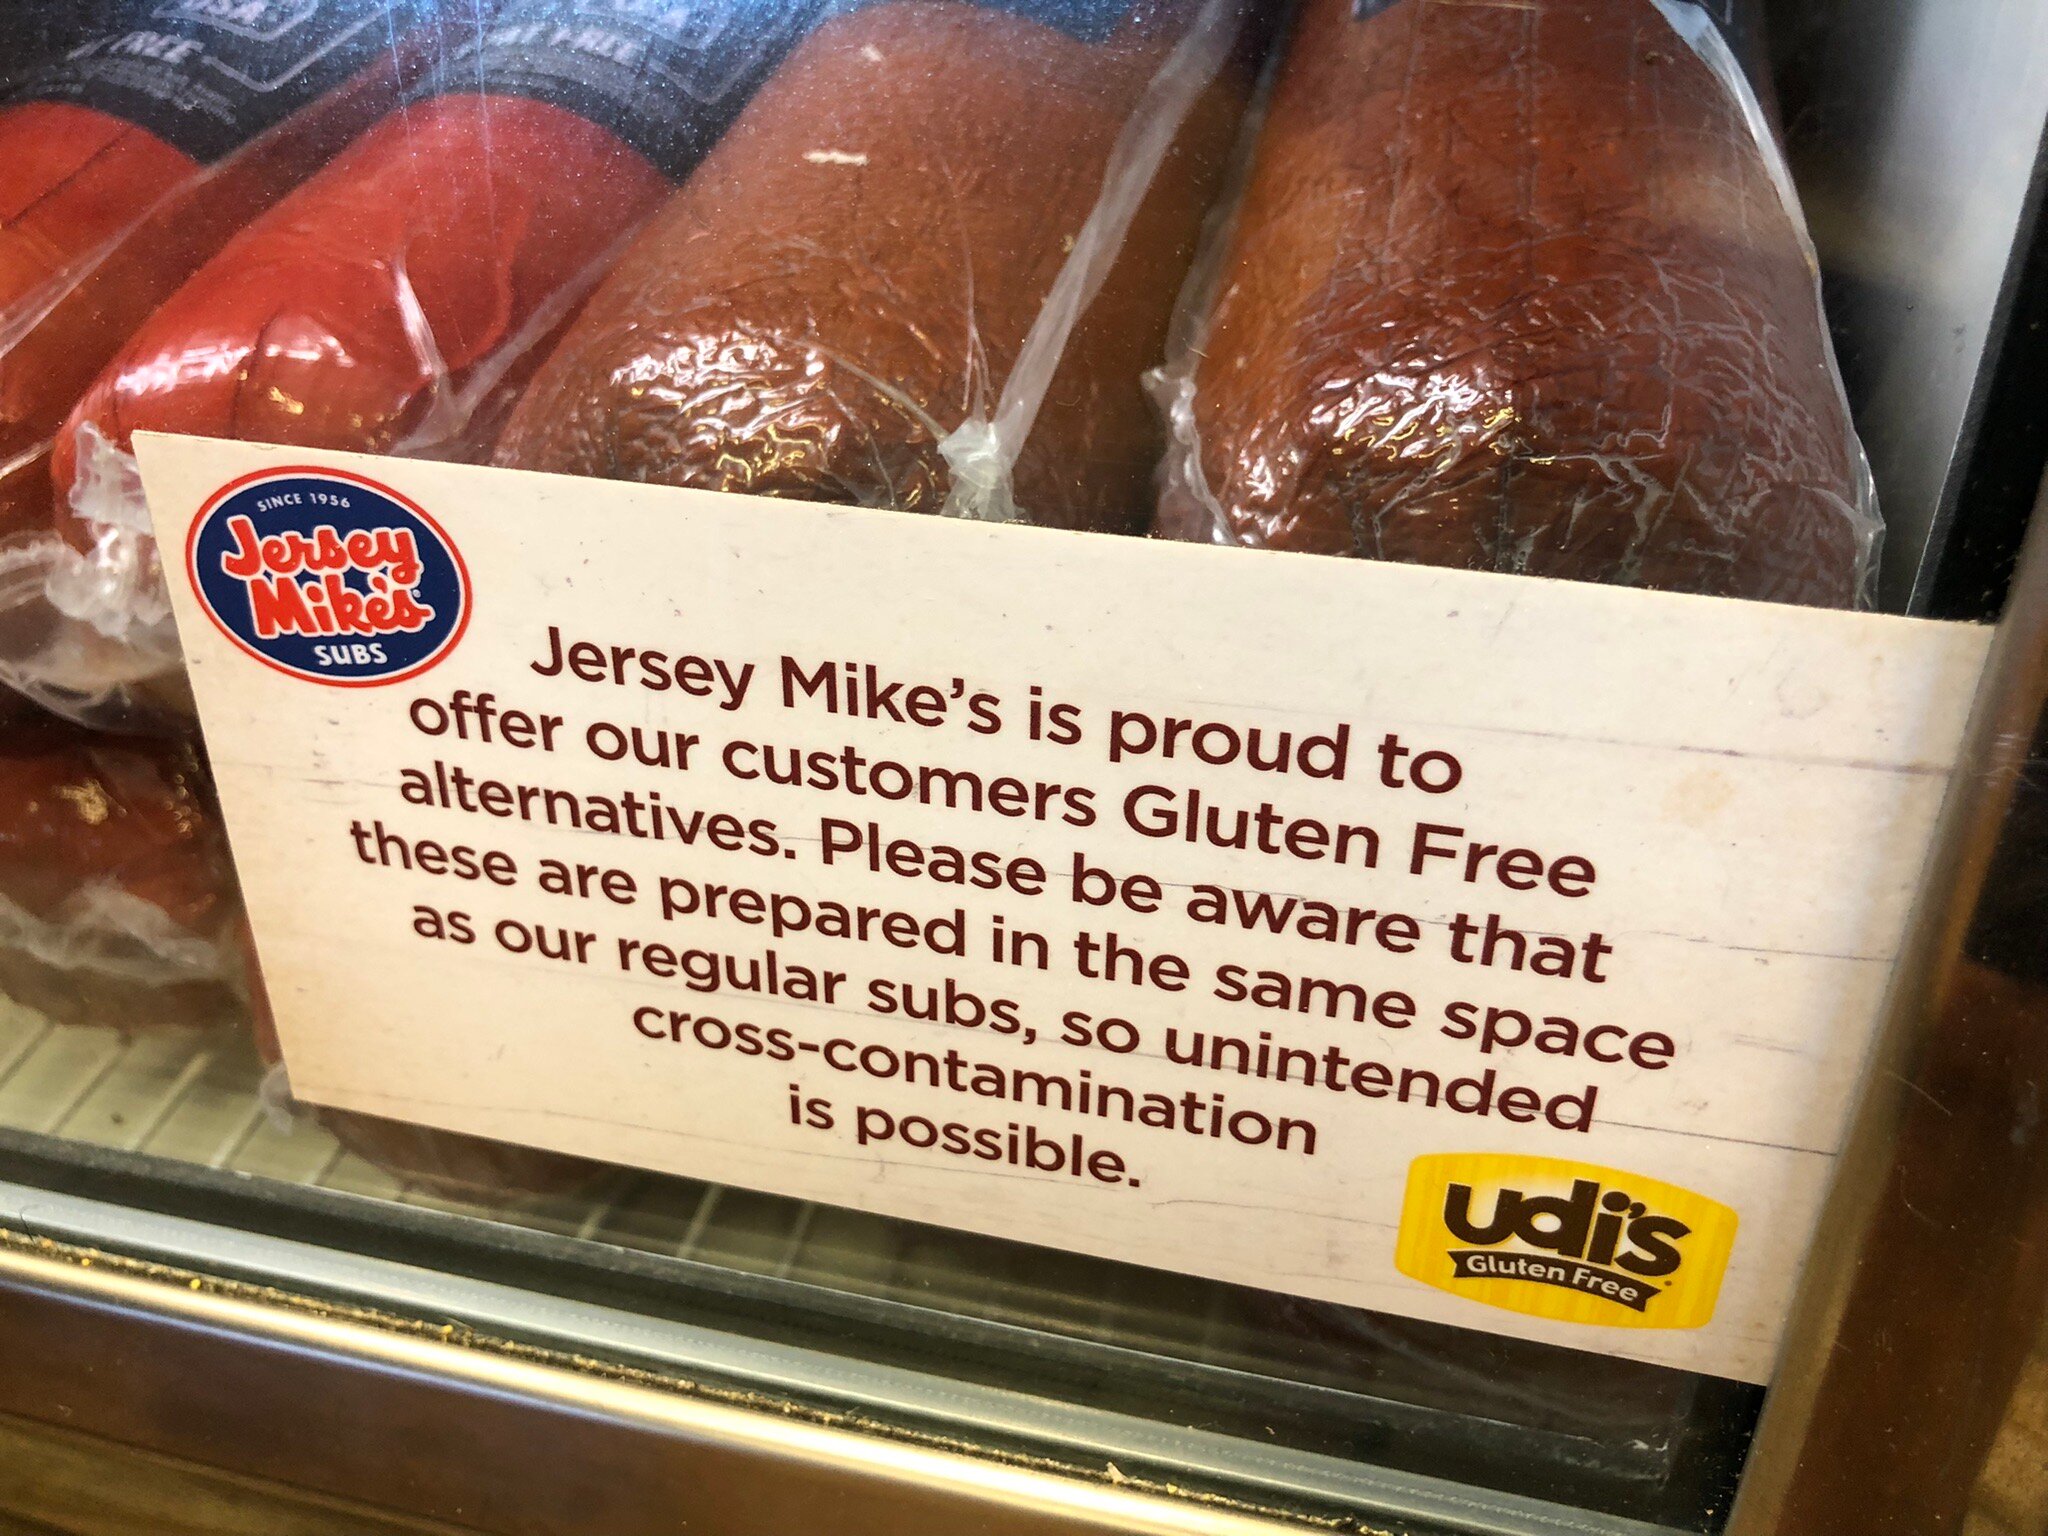 FREE
SINCE 1956
Jersey
Mike's
SUBS
Jersey Mike's is proud to
offer our customers Gluten Free
alternatives. Please be aware that
these are prepared in the same space
as our regular subs, so unintended
cross-contamination
is possible.
udi's
Gluten Free